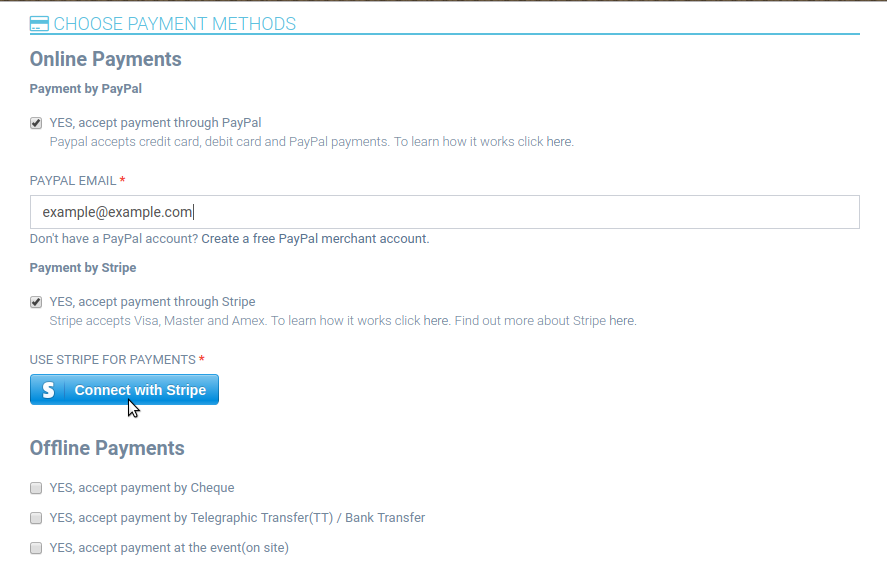 CHOOSE PAYMENT METHODS
Online Payments
Payment by PayPal
YES, accept payment through PayPal
Paypal accepts credit card, debit card and PayPal payments. To learn how it works click here.
PAYPAL EMAIL *
example@example.com
Don't have a PayPal account? Create a free PayPal merchant account.
Payment by Stripe
YES, accept payment through Stripe
Stripe accepts Visa, Master and Amex. To learn how it works click here. Find out more about Stripe here.
USE STRIPE FOR PAYMENTS *
S Connect with Stripe
Offline Payments
YES, accept payment by Cheque
YES, accept payment by Telegraphic Transfer(TT) / Bank Transfer
YES, accept payment at the event(on site)